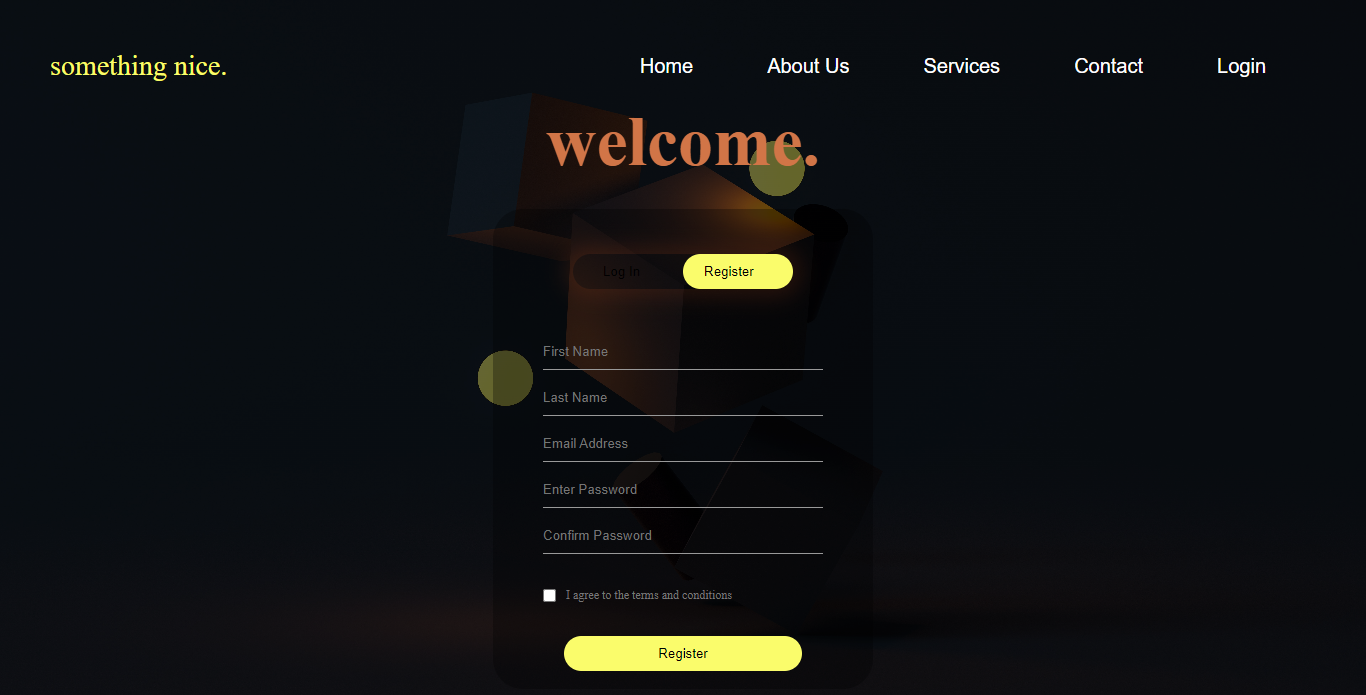 something nice.
Home About Us Services Contact Login
welcome.
Log In Register
First Name
Last Name
Email Address
Enter Password
Confirm Password
I agree to the terms and conditions
Register